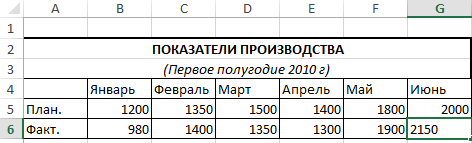 A B C D E F G
1
2 ПОКАЗАТЕЛИ ПРОИЗВОДСТВА
3 (Первое полугодие 2010 г)
4 Январь Февраль Март Апрель Май Июнь
5 План. 1200 1350 1500 1400 1800 2000
6 Факт. 980 1400 1350 1300 1900 2150